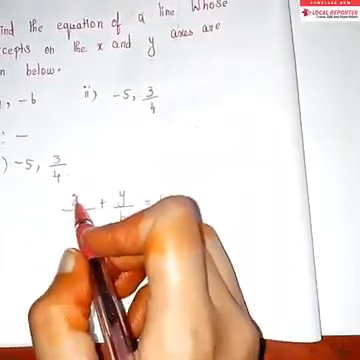 LOCAL REPORTER
ind the equation of a line whose
cepts on the x and y axes are
n below.
, -6 ii) -5, 3/4
) -5, 3/4
+ y/b =